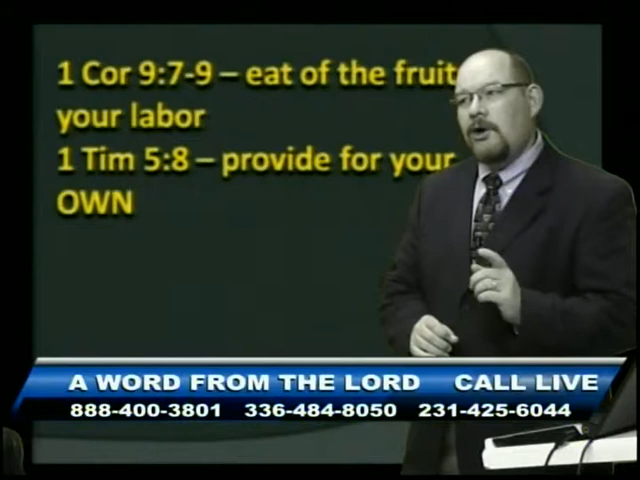 1 Cor 9:7-9 – eat of the fruit
your labor
1 Tim 5:8 – provide for your
OWN
A WORD FROM THE LORD CALL LIVE
888-400-3801 336-484-8050 231-425-6044